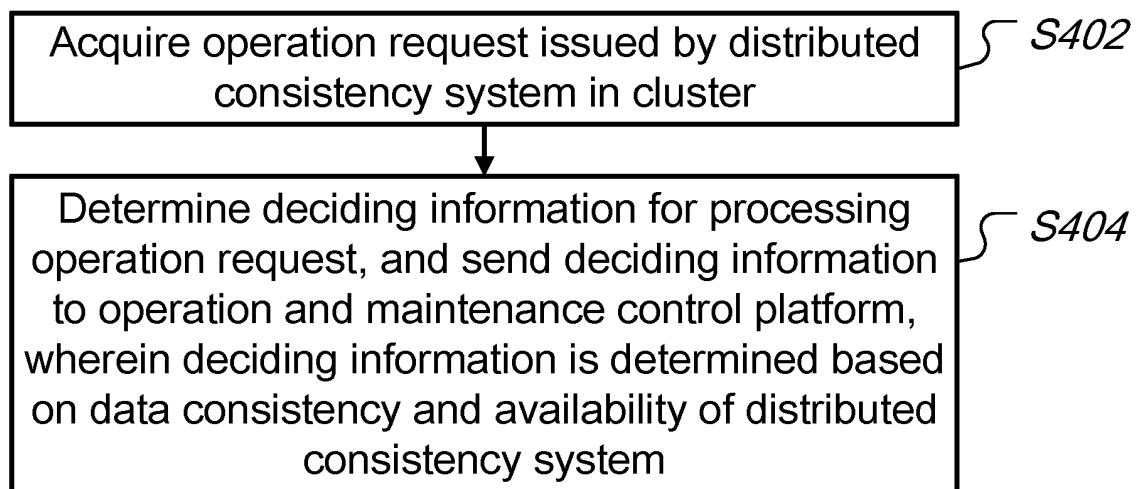 Acquire operation request issued by distributed
consistency system in cluster
S402
Determine deciding information for processing
operation request, and send deciding information
to operation and maintenance control platform,
wherein deciding information is determined based
on data consistency and availability of distributed
consistency system
S404